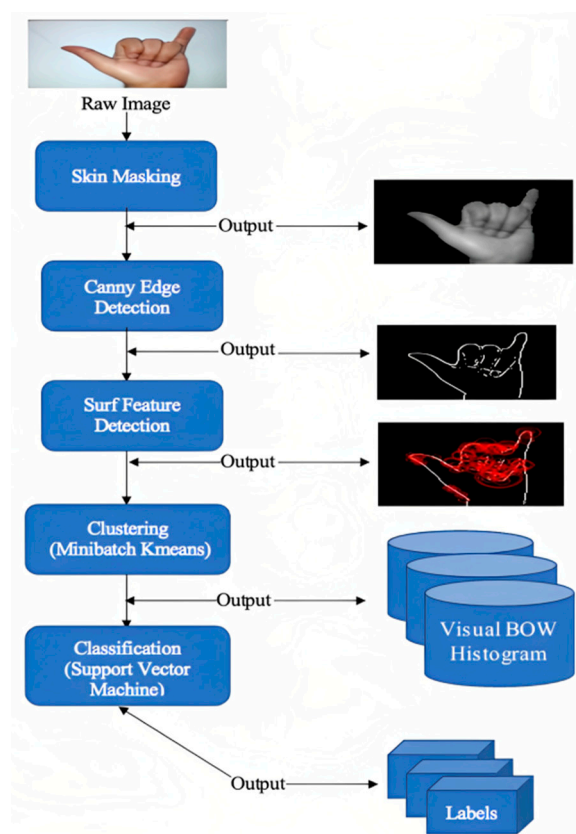 Raw Image
Skin Masking
Output
Canny Edge
Detection
Output
Surf Feature
Detection
Output
Clustering
(Minibatch Kmeans)
Output
Visual BOW
Histogram
Classification
(Support Vector
Machine)
Output
Labels